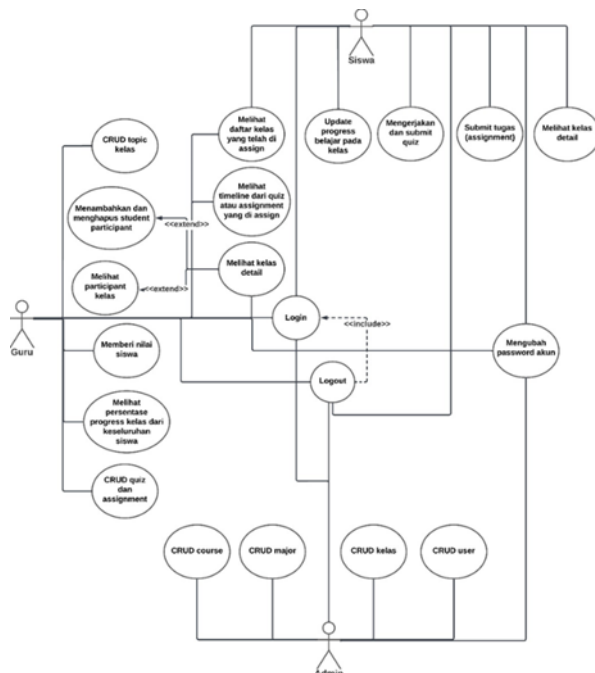 Siswa
Melihat
daftar kelas
yang telah di
assign
Update
progress
belajar pada
kelas
Mengerjakan
dan submit
quiz
Submit tugas
(assignment)
Melihat kelas
detail
CRUD topic
kelas
Menambahkan dan
menghapus student
participant
Melihat
timeline dari quiz
atau assignment
yang di assign
<<extend>>
Melihat
participant
kelas
<<extend>>
Melihat kelas
detail
Guru
Login
<<include>>
Memberi nilai
siswa
Logout
Mengubah
password akun
Melihat
persentase
progress kelas dari
keseluruhan
siswa
CRUD quiz
dan
assignment
CRUD course
CRUD major
CRUD kelas
CRUD user
Admin